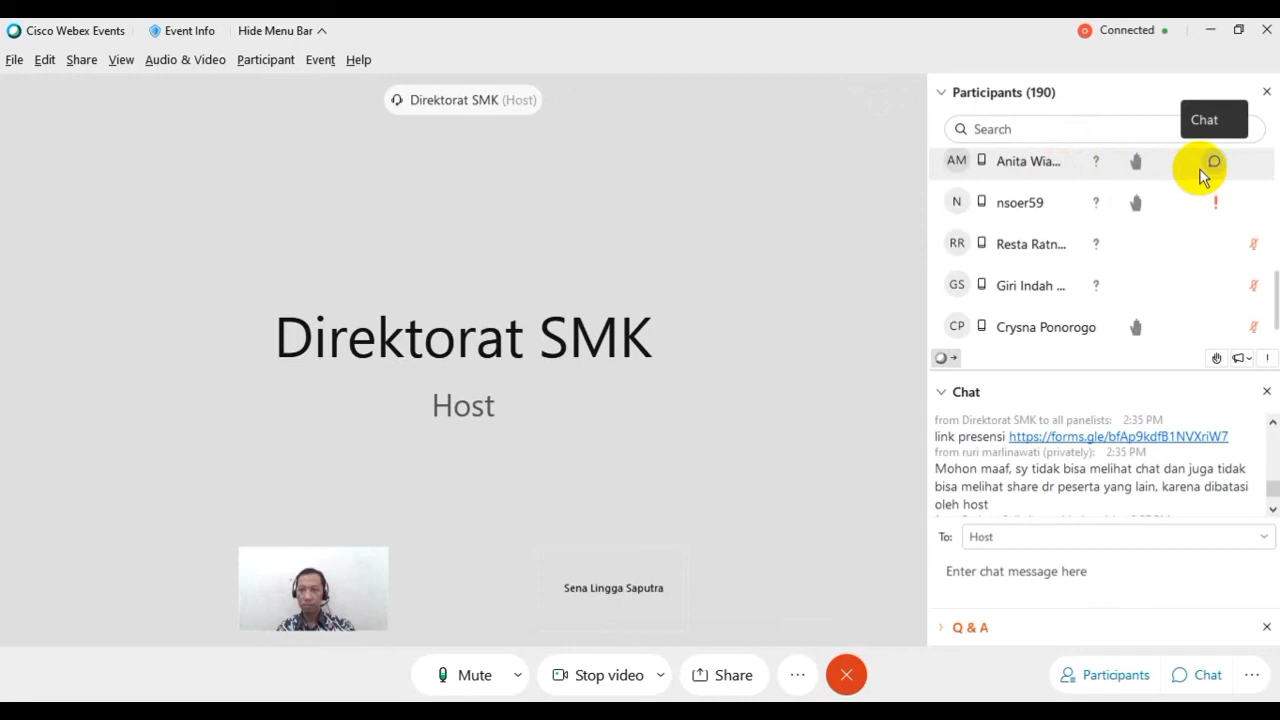 Cisco Webex Events Event Info Hide Menu Bar Connected
File Edit Share View Audio & Video Participant Event Help
Direktorat SMK (Host)
Direktorat SMK
Host
Sena Lingga Saputra
Participants (190)
Search
Chat
AM Anita Wia... ?
N nsoer59 ? !
RR Resta Ratn... ?
GS Giri Indah ... ?
CP Crysna Ponorogo
!
Chat
from Direktorat SMK to all panelists: 2:35 PM
link presensi https://forms.gle/bfAp9kdfB1NVXriW7
from ruri marlinawati (privately): 2:35 PM
Mohon maaf, sy tidak bisa melihat chat dan juga tidak
bisa melihat share dr peserta yang lain, karena dibatasi
oleh host
To: Host
Enter chat message here
Q & A
Mute Stop video Share ... Participants Chat ...